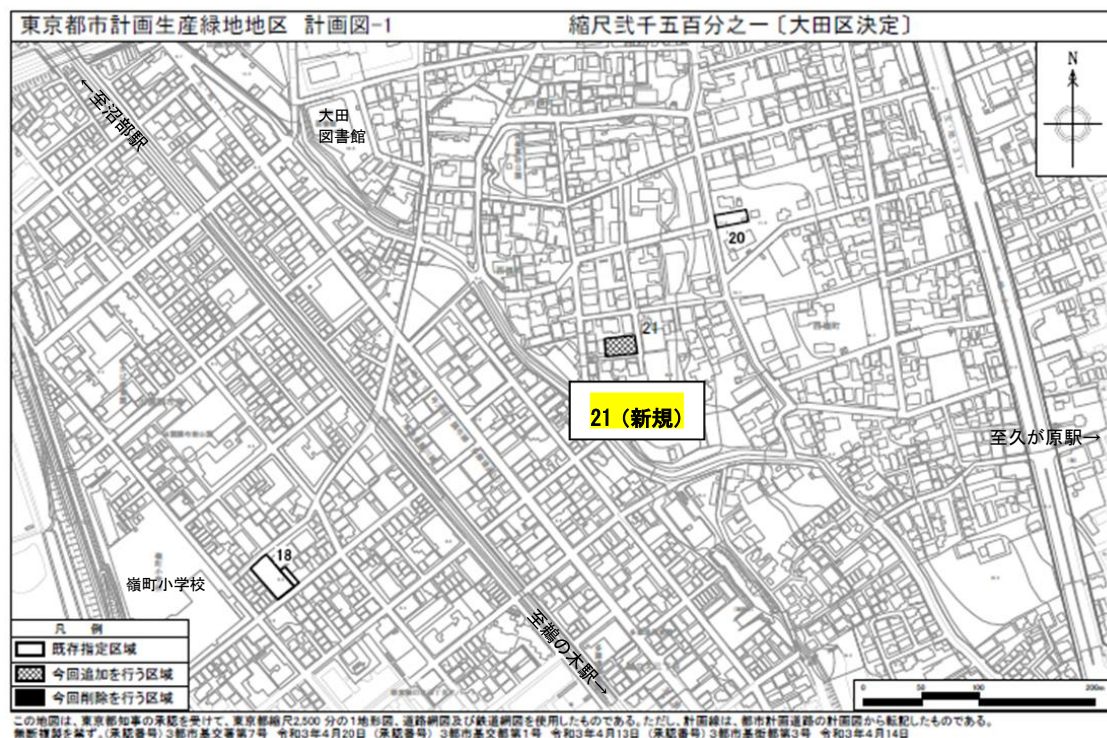 東京都市計画生産緑地地区 計画図-1
縮尺弐千五百分之一〔大田区決定〕
N
←至沼部駅
大田
図書館
20
21
21（新規）
西嶺町
至久が原駅→
18
嶺町小学校
至鵜の木駅→
凡 例
既存指定区域
今回追加を行う区域
今回削除を行う区域
0 50 100 200m
この地図は、東京都知事の承認を受けて、東京都縮尺2,500 分の1地形図、道路網図及び鉄道網図を使用したものである。ただし、計画線は、都市計画道路の計画図から転記したものである。
無断複製を禁ず。（承認番号）3都市基交著第7号 令和3年4月20日 （承認番号）3都市基交都第1号 令和3年4月13日 （承認番号）3都市基街都第3号 令和3年4月14日